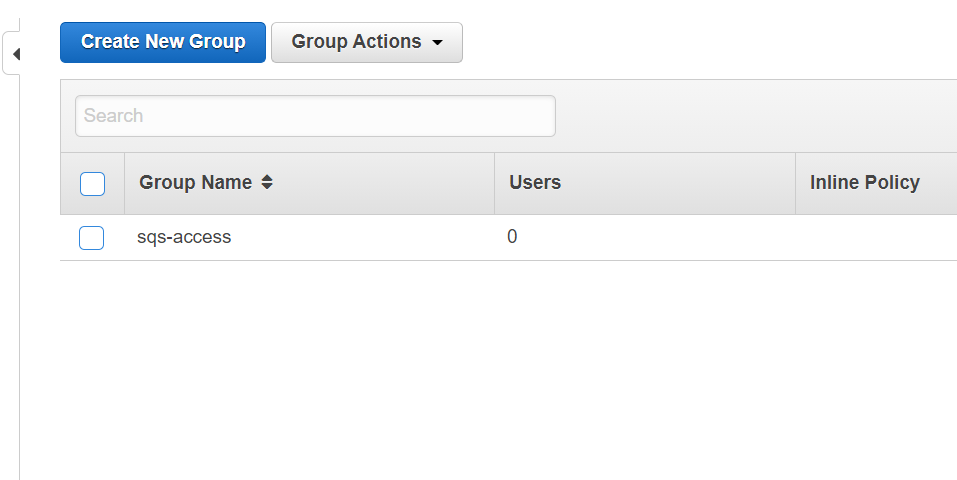 Create New Group Group Actions
Search
Group Name Users Inline Policy
sqs-access 0